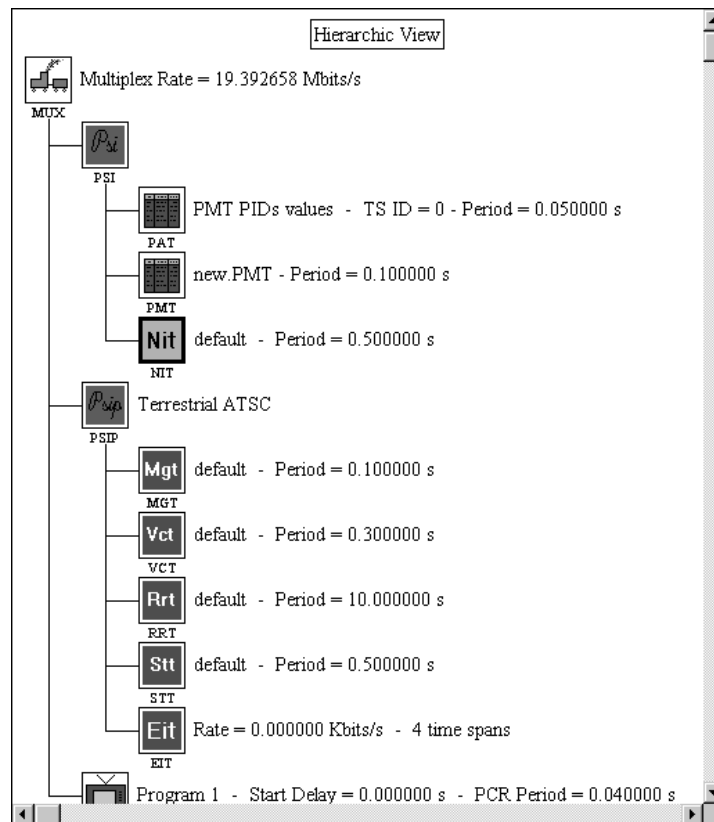 Hierarchic View
Multiplex Rate = 19.392658 Mbits/s
MUX
Psi
PSI
PMT PIDs values - TS ID = 0 - Period = 0.050000 s
PAT
new.PMT - Period = 0.100000 s
PMT
Nit default - Period = 0.500000 s
NIT
Psip Terrestrial ATSC
PSIP
Mgt default - Period = 0.100000 s
MGT
Vct default - Period = 0.300000 s
VCT
Rrt default - Period = 10.000000 s
RRT
Stt default - Period = 0.500000 s
STT
Eit Rate = 0.000000 Kbits/s - 4 time spans
EIT
Program 1 - Start Delay = 0.000000 s - PCR Period = 0.040000 s